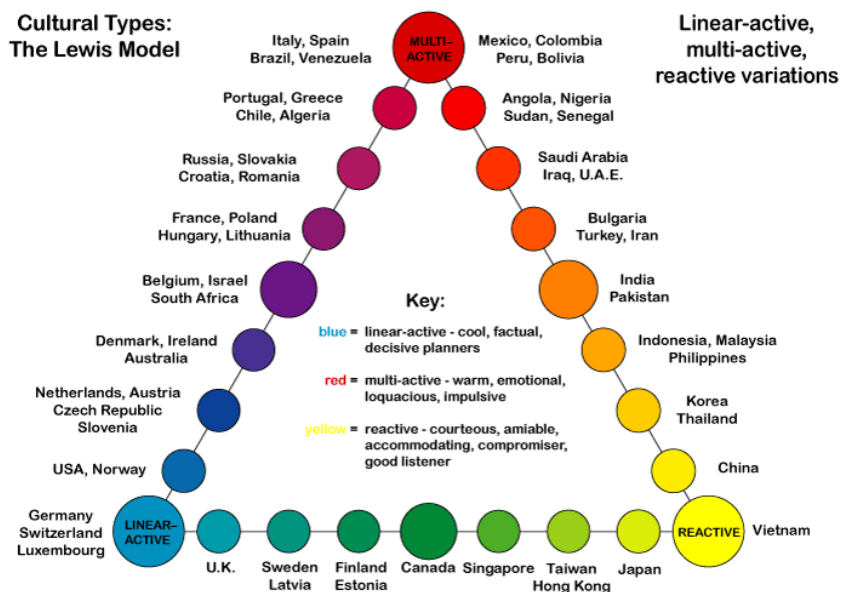 Cultural Types:
The Lewis Model
Linear-active,
multi-active,
reactive variations
MULTI-
ACTIVE
Italy, Spain
Brazil, Venezuela
Mexico, Colombia
Peru, Bolivia
Portugal, Greece
Chile, Algeria
Angola, Nigeria
Sudan, Senegal
Russia, Slovakia
Croatia, Romania
Saudi Arabia
Iraq, U.A.E.
France, Poland
Hungary, Lithuania
Bulgaria
Turkey, Iran
Belgium, Israel
South Africa
India
Pakistan
Denmark, Ireland
Australia
Indonesia, Malaysia
Philippines
Netherlands, Austria
Czech Republic
Slovenia
Korea
Thailand
USA, Norway
China
Key:
blue = linear-active - cool, factual,
decisive planners
red = multi-active - warm, emotional,
loquacious, impulsive
yellow = reactive - courteous, amiable,
accommodating, compromiser,
good listener
Germany
Switzerland
Luxembourg
LINEAR-
ACTIVE
U.K.
Sweden
Latvia
Finland
Estonia
Canada
Singapore
Taiwan
Hong Kong
Japan
REACTIVE
Vietnam